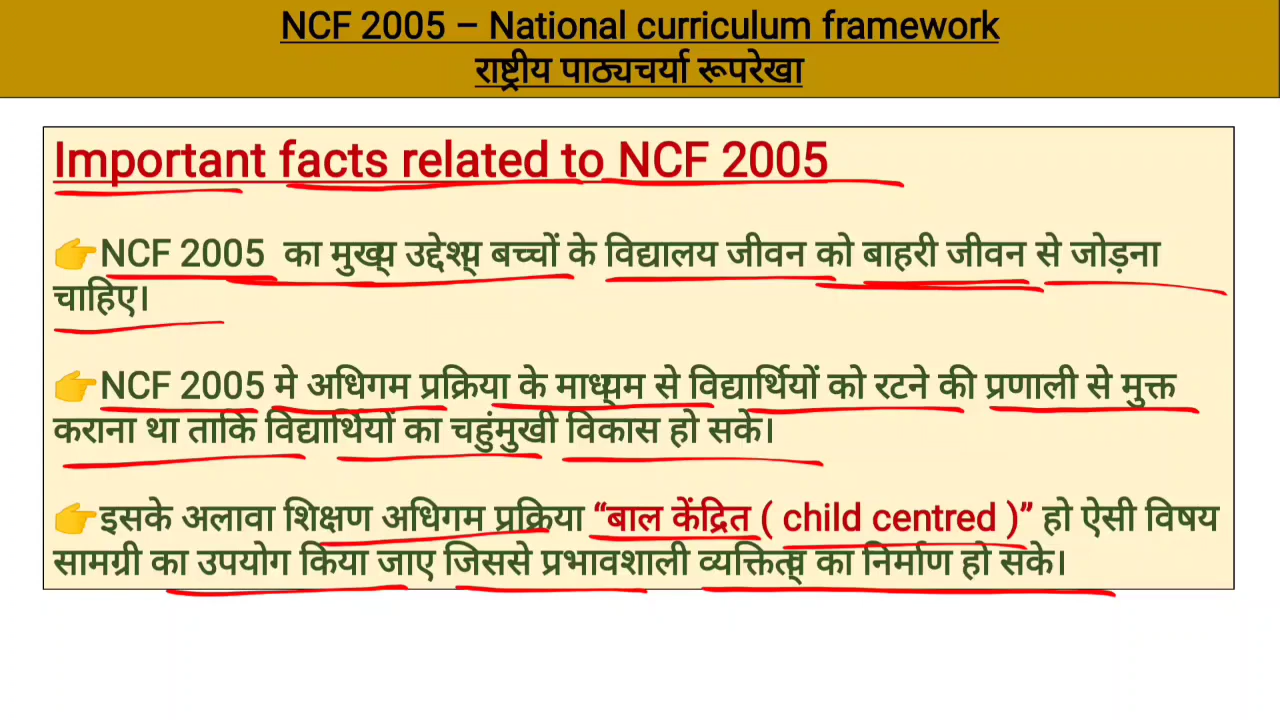 NCF 2005 – National curriculum framework
राष्ट्रीय पाठ्यचर्या रूपरेखा
Important facts related to NCF 2005
👉NCF 2005 का मुख्य उद्देश्य बच्चों के विद्यालय जीवन को बाहरी जीवन से जोड़ना
चाहिए।
👉NCF 2005 मे अधिगम प्रक्रिया के माध्यम से विद्यार्थियों को रटने की प्रणाली से मुक्त
कराना था ताकि विद्यार्थियों का चहुंमुखी विकास हो सके।
👉इसके अलावा शिक्षण अधिगम प्रक्रिया “बाल केंद्रित ( child centred )” हो ऐसी विषय
सामग्री का उपयोग किया जाए जिससे प्रभावशाली व्यक्तित्व का निर्माण हो सके।